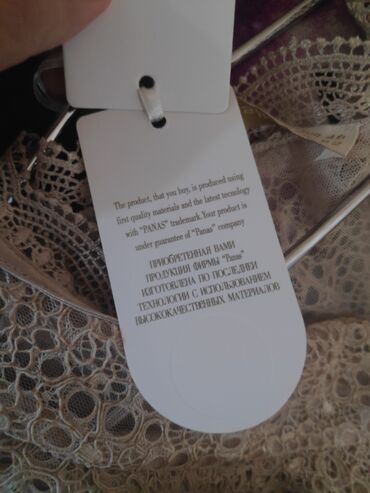 The product, that you buy, is produced using
first quality materials and the latest tecnology
with "PANAS" trademark.Your product is
under guarantee of "Panas" company
ПРИОБРЕТЕННАЯ ВАМИ
ПРОДУКЦИЯ ФИРМЫ "Panas"
ИЗГОТОВЛЕНА ПО ПОСЛЕДНЕЙ
ТЕХНОЛОГИИ С ИСПОЛЬЗОВАНИЕМ
ВЫСОКОКАЧЕСТВЕННЫХ МАТЕРИАЛОВ